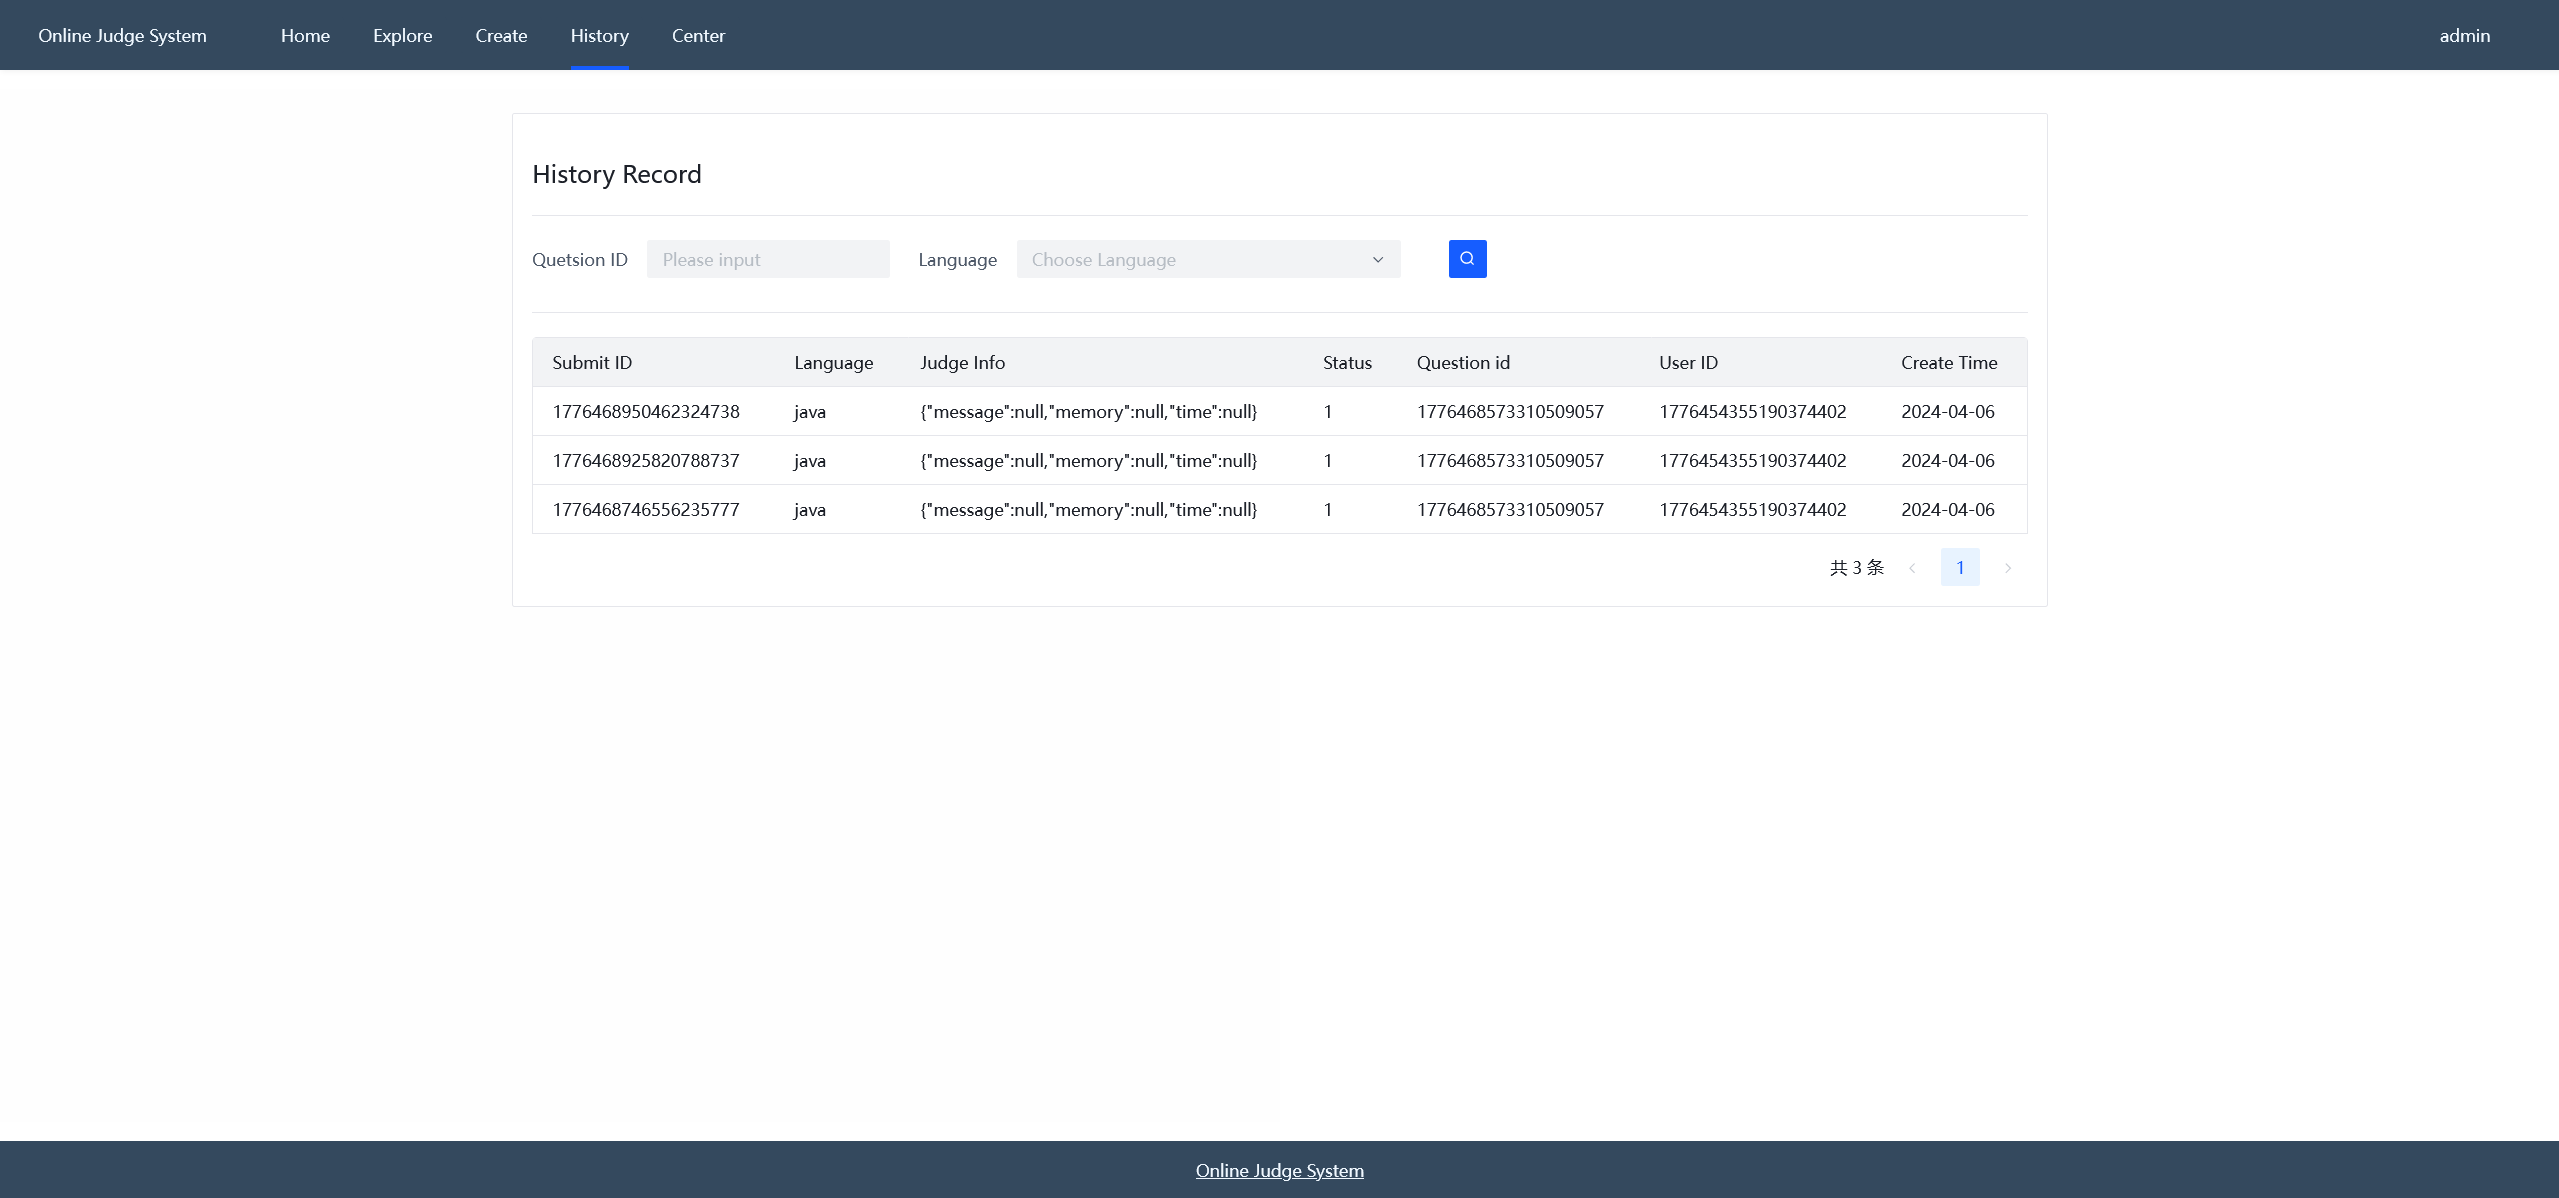 Online Judge System Home Explore Create History Center admin
History Record
Quetsion ID Please input Language Choose Language
Submit ID Language Judge Info Status Question id User ID Create Time
1776468950462324738 java {"message":null,"memory":null,"time":null} 1 1776468573310509057 1776454355190374402 2024-04-06
1776468925820788737 java {"message":null,"memory":null,"time":null} 1 1776468573310509057 1776454355190374402 2024-04-06
1776468746556235777 java {"message":null,"memory":null,"time":null} 1 1776468573310509057 1776454355190374402 2024-04-06
共 3 条 1
Online Judge System